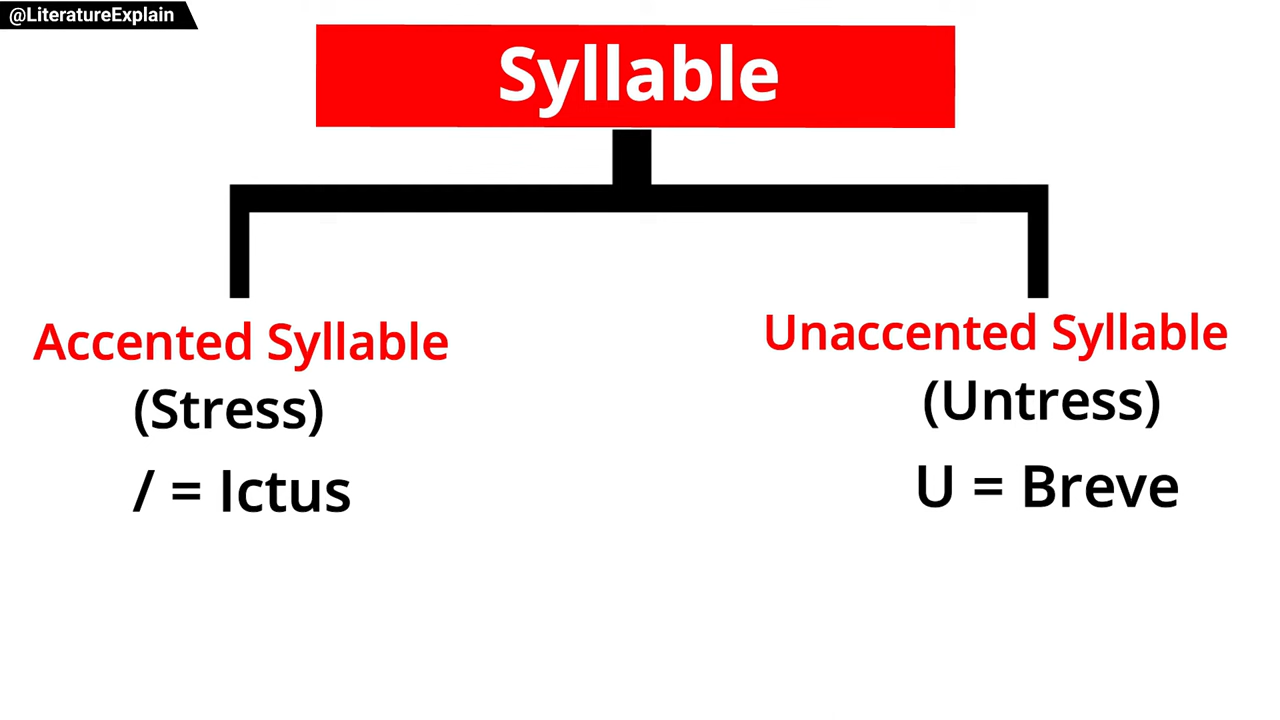 @LiteratureExplain
Syllable
Accented Syllable
(Stress)
/ = Ictus
Unaccented Syllable
(Untress)
U = Breve